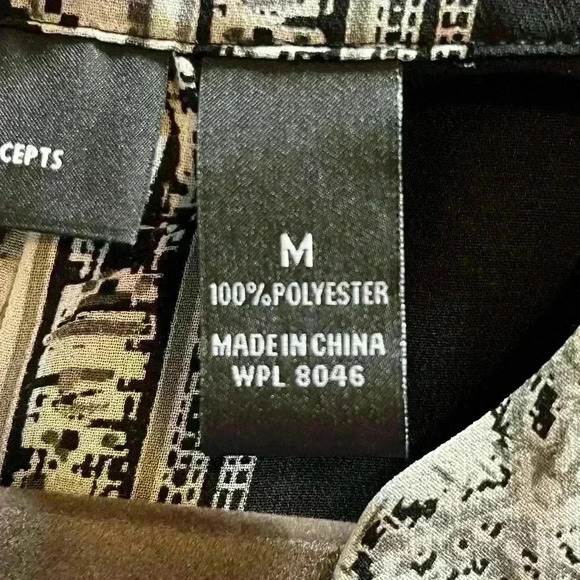 CEPTS
M
100% POLYESTER
MADE IN CHINA
WPL 8046